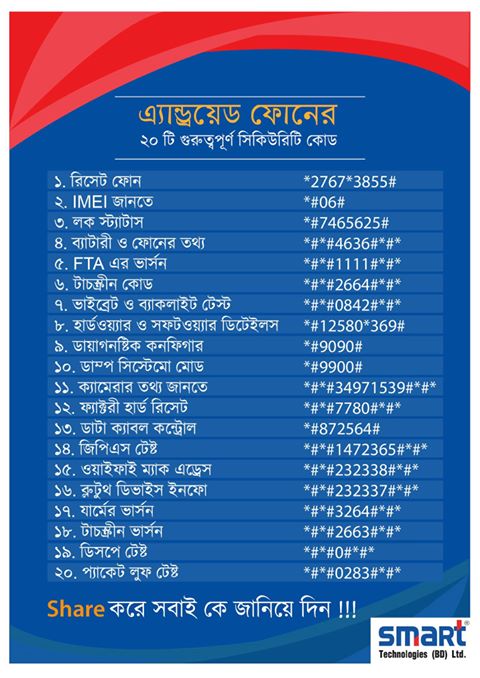 এ্যান্ড্রয়েড ফোনের
২০ টি গুরুত্বপূর্ণ সিকিউরিটি কোড
১. রিসেট ফোন *2767*3855#
২. IMEI জানতে *#06#
৩. লক স্ট্যাটাস *#7465625#
৪. ব্যাটারী ও ফোনের তথ্য *#*#4636#*#*
৫. FTA এর ভার্সন *#*#1111#*#*
৬. টাচস্ক্রীন কোড *#*#2664#*#*
৭. ভাইব্রেট ও ব্যাকলাইট টেস্ট *#*#0842#*#*
৮. হার্ডওয়্যার ও সফটওয়্যার ডিটেইলস *#12580*369#
৯. ডায়াগনষ্টিক কনফিগার *#9090#
১০. ডাম্প সিস্টেমো মোড *#9900#
১১. ক্যামেরার তথ্য জানতে *#*#34971539#*#*
১২. ফ্যাক্টরী হার্ড রিসেট *#*#7780#*#*
১৩. ডাটা ক্যাবল কন্ট্রোল *#872564#
১৪. জিপিএস টেষ্ট *#*#1472365#*#*
১৫. ওয়াইফাই ম্যাক এড্রেস *#*#232338#*#*
১৬. ব্লুটুথ ডিভাইস ইনফো *#*#232337#*#*
১৭. যার্মের ভার্সন *#*#3264#*#*
১৮. টাচস্ক্রীন ভার্সন *#*#2663#*#*
১৯. ডিসপে টেষ্ট *#*#0#*#*
২০. প্যাকেট লুফ টেষ্ট *#*#0283#*#*
Share করে সবাই কে জানিয়ে দিন !!!
smart
Technologies (BD) Ltd.